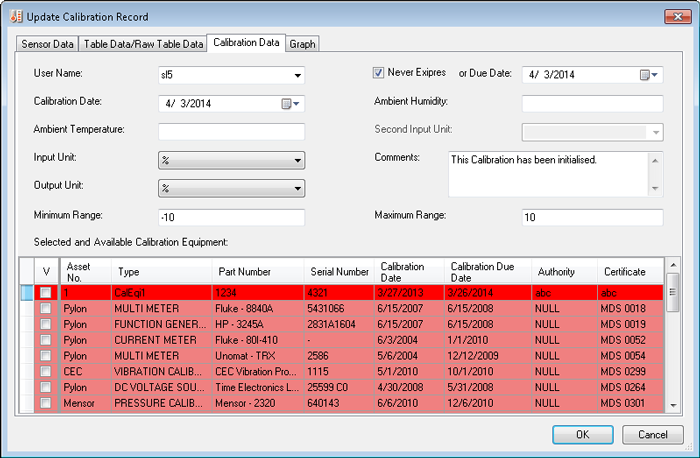 Update Calibration Record
Sensor Data Table Data/Raw Table Data Calibration Data Graph
User Name: sl5 Never Expires or Due Date: 4/ 3/2014
Calibration Date: 4/ 3/2014 Ambient Humidity:
Ambient Temperature: Second Input Unit:
Input Unit: % Comments: This Calibration has been initialised.
Output Unit: %
Minimum Range: -10 Maximum Range: 10
Selected and Available Calibration Equipment:
V Asset No. Type Part Number Serial Number Calibration Date Calibration Due Date Authority Certificate
1 CalEqi1 1234 4321 3/27/2013 3/26/2014 abc abc
Pylon MULTI METER Fluke - 8840A 5431066 6/15/2007 6/15/2008 NULL MDS 0018
Pylon FUNCTION GENER... HP - 3245A 2831A1604 6/15/2007 6/15/2008 NULL MDS 0019
Pylon CURRENT METER Fluke - 80I-410 - 6/3/2004 1/1/2010 NULL MDS 0052
Pylon MULTI METER Unomat - TRX 2586 5/6/2004 12/12/2009 NULL MDS 0054
CEC VIBRATION CALIB... CEC Vibration Pro... 1115 5/1/2010 10/1/2010 NULL MDS 0299
Pylon DC VOLTAGE SOU... Time Electronics L... 25599 C0 4/30/2008 5/31/2008 NULL MDS 0264
Mensor PRESSURE CALIB... Mensor - 2320 640143 6/6/2010 12/6/2010 NULL MDS 0301
OK Cancel